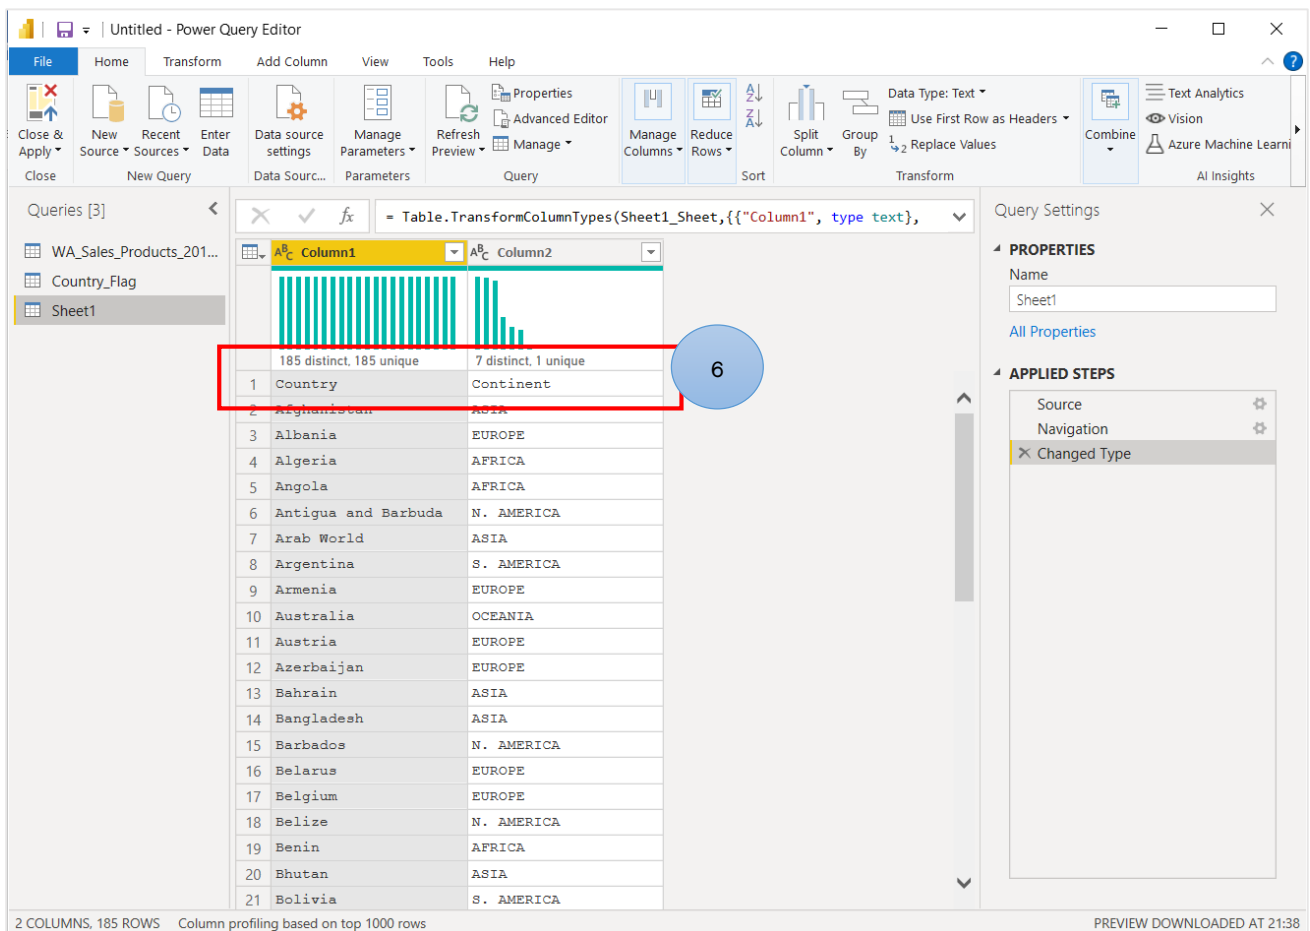 Untitled - Power Query Editor
File Home Transform Add Column View Tools Help
Close & Apply
New Source
Recent Sources
Enter Data
Data source settings
Manage Parameters
Refresh Preview
Properties
Advanced Editor
Manage
Manage Columns
Reduce Rows
Split Column
Group By
Data Type: Text
Use First Row as Headers
Replace Values
Combine
Text Analytics
Vision
Azure Machine Learni
Close New Query Data Sourc... Parameters Query Sort Transform AI Insights
Queries [3]
WA_Sales_Products_201...
Country_Flag
Sheet1
fx = Table.TransformColumnTypes(Sheet1_Sheet,{{"Column1", type text},
ABC Column1 ABC Column2
185 distinct, 185 unique 7 distinct, 1 unique
6
1 Country Continent
2 Afghanistan ASIA
3 Albania EUROPE
4 Algeria AFRICA
5 Angola AFRICA
6 Antigua and Barbuda N. AMERICA
7 Arab World ASIA
8 Argentina S. AMERICA
9 Armenia EUROPE
10 Australia OCEANIA
11 Austria EUROPE
12 Azerbaijan EUROPE
13 Bahrain ASIA
14 Bangladesh ASIA
15 Barbados N. AMERICA
16 Belarus EUROPE
17 Belgium EUROPE
18 Belize N. AMERICA
19 Benin AFRICA
20 Bhutan ASIA
21 Bolivia S. AMERICA
Query Settings
PROPERTIES
Name
Sheet1
All Properties
APPLIED STEPS
Source
Navigation
Changed Type
2 COLUMNS, 185 ROWS Column profiling based on top 1000 rows PREVIEW DOWNLOADED AT 21:38